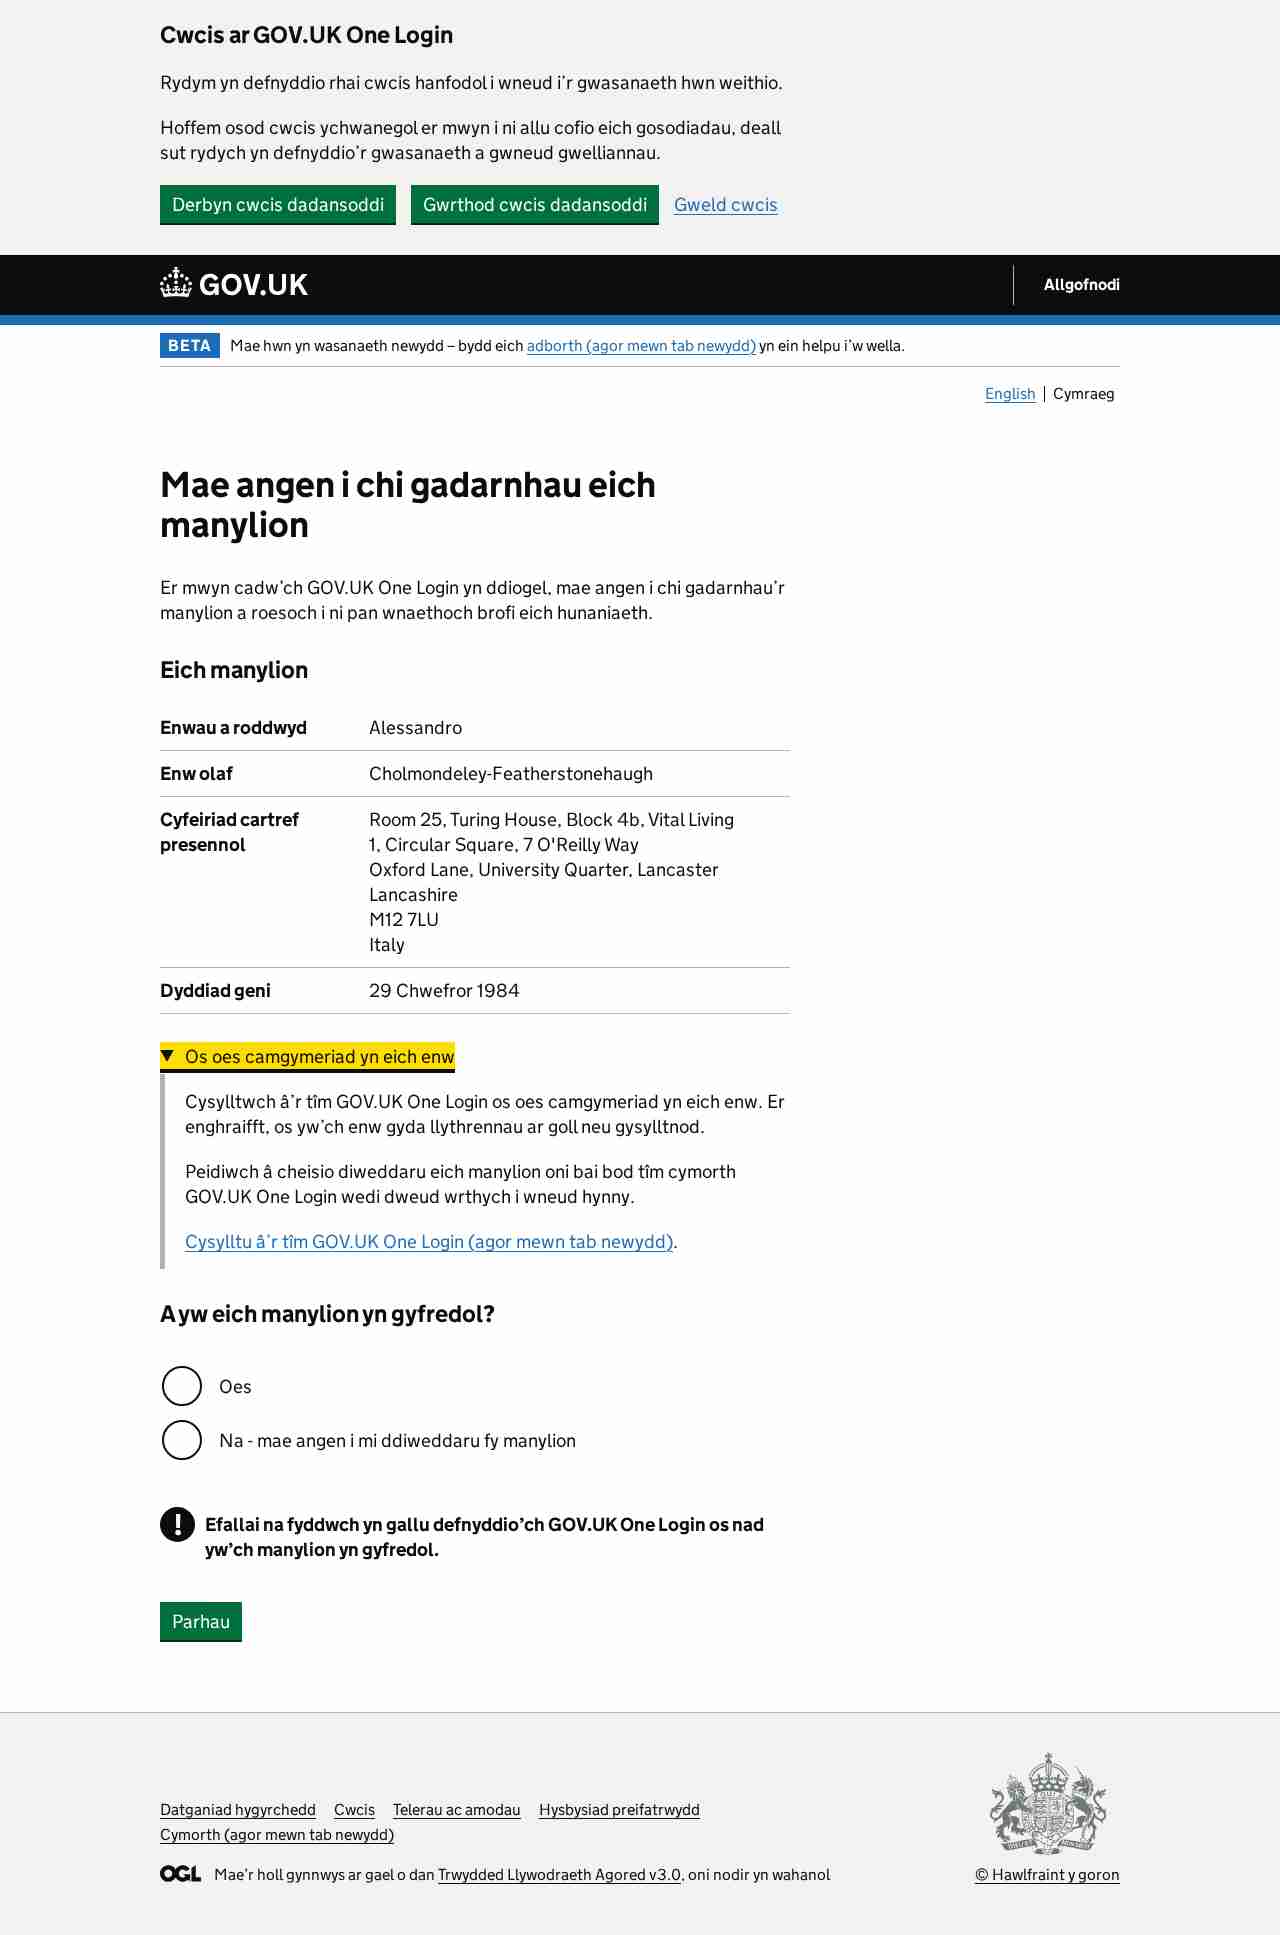 Cwcis ar GOV.UK One Login
Rydym yn defnyddio rhai cwcis hanfodol i wneud i’r gwasanaeth hwn weithio.
Hoffem osod cwcis ychwanegol er mwyn i ni allu cofio eich gosodiadau, deall
sut rydych yn defnyddio’r gwasanaeth a gwneud gwelliannau.
Derbyn cwcis dadansoddi Gwrthod cwcis dadansoddi Gweld cwcis
GOV.UK Allgofnodi
BETA Mae hwn yn wasanaeth newydd – bydd eich adborth (agor mewn tab newydd) yn ein helpu i’w wella.
English Cymraeg
Mae angen i chi gadarnhau eich
manylion
Er mwyn cadw’ch GOV.UK One Login yn ddiogel, mae angen i chi gadarnhau’r
manylion a roesoch i ni pan wnaethoch brofi eich hunaniaeth.
Eich manylion
Enwau a roddwyd Alessandro
Enw olaf Cholmondeley-Featherstonehaugh
Cyfeiriad cartref Room 25, Turing House, Block 4b, Vital Living
presennol 1, Circular Square, 7 O'Reilly Way
Oxford Lane, University Quarter, Lancaster
Lancashire
M12 7LU
Italy
Dyddiad geni 29 Chwefror 1984
Os oes camgymeriad yn eich enw
Cysylltwch â’r tîm GOV.UK One Login os oes camgymeriad yn eich enw. Er
enghraifft, os yw’ch enw gyda llythrennau ar goll neu gysylltnod.
Peidiwch â cheisio diweddaru eich manylion oni bai bod tîm cymorth
GOV.UK One Login wedi dweud wrthych i wneud hynny.
Cysylltu â’r tîm GOV.UK One Login (agor mewn tab newydd).
A yw eich manylion yn gyfredol?
Oes
Na - mae angen i mi ddiweddaru fy manylion
! Efallai na fyddwch yn gallu defnyddio’ch GOV.UK One Login os nad
yw’ch manylion yn gyfredol.
Parhau
Datganiad hygyrchedd Cwcis Telerau ac amodau Hysbysiad preifatrwydd
Cymorth (agor mewn tab newydd)
OGL Mae’r holl gynnwys ar gael o dan Trwydded Llywodraeth Agored v3.0, oni nodir yn wahanol
© Hawlfraint y goron